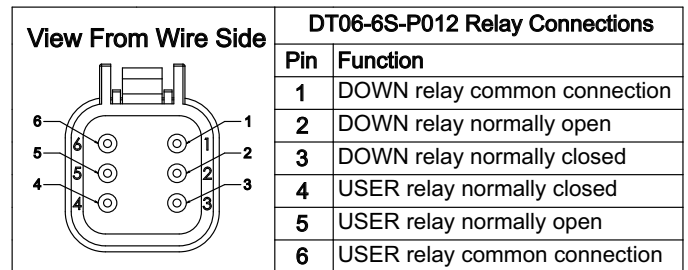 View From Wire Side
6
5
4
1
2
3
6
5
4
1
2
3
DT06-6S-P012 Relay Connections
Pin Function
1 DOWN relay common connection
2 DOWN relay normally open
3 DOWN relay normally closed
4 USER relay normally closed
5 USER relay normally open
6 USER relay common connection